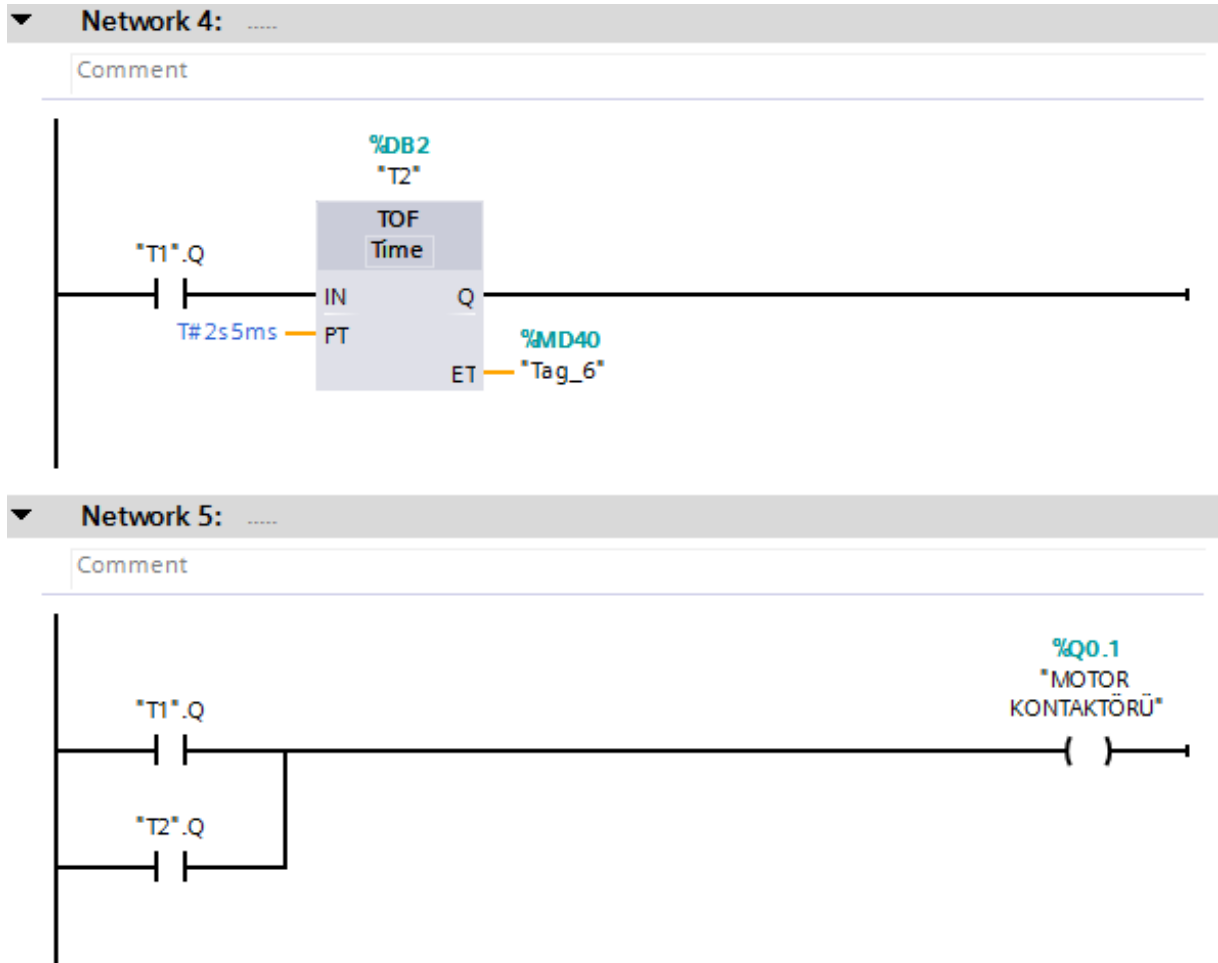 Network 4: .....
Comment
%DB2
"T2"
TOF
Time
"T1".Q
IN Q
T#2s5ms PT
%MD40
ET "Tag_6"
Network 5: .....
Comment
%Q0.1
"MOTOR
KONTAKTÖRÜ"
"T1".Q
( )
"T2".Q